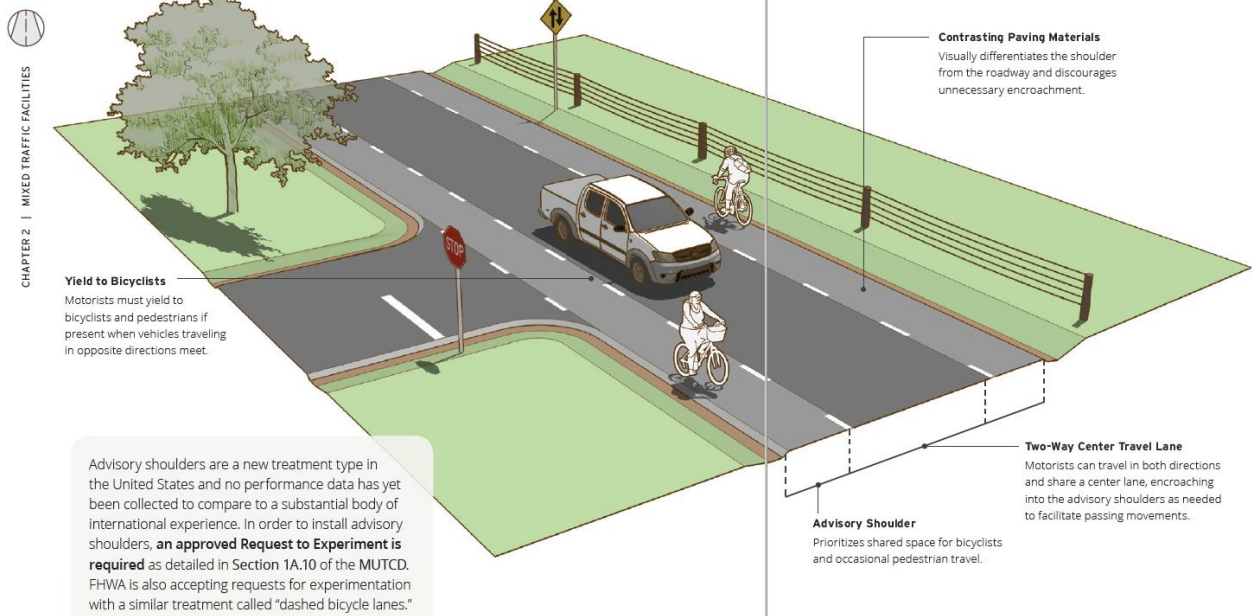 CHAPTER 2 | MIXED TRAFFIC FACILITIES
Contrasting Paving Materials
Visually differentiates the shoulder
from the roadway and discourages
unnecessary encroachment.
STOP
Yield to Bicyclists
Motorists must yield to
bicyclists and pedestrians if
present when vehicles traveling
in opposite directions meet.
Two-Way Center Travel Lane
Motorists can travel in both directions
and share a center lane, encroaching
into the advisory shoulders as needed
to facilitate passing movements.
Advisory Shoulder
Prioritizes shared space for bicyclists
and occasional pedestrian travel.
Advisory shoulders are a new treatment type in
the United States and no performance data has yet
been collected to compare to a substantial body of
international experience. In order to install advisory
shoulders, an approved Request to Experiment is
required as detailed in Section 1A.10 of the MUTCD.
FHWA is also accepting requests for experimentation
with a similar treatment called “dashed bicycle lanes.”